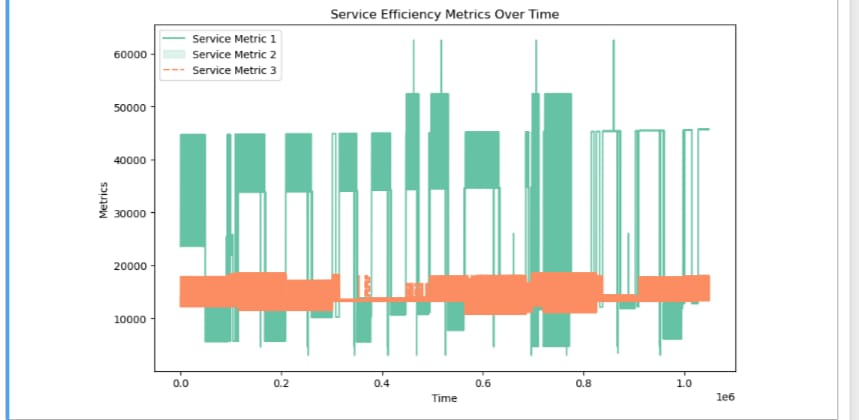 Service Efficiency Metrics Over Time
Service Metric 1
Service Metric 2
Service Metric 3
60000
50000
40000
30000
20000
10000
Metrics
0.0 0.2 0.4 0.6 0.8 1.0
1e6
Time